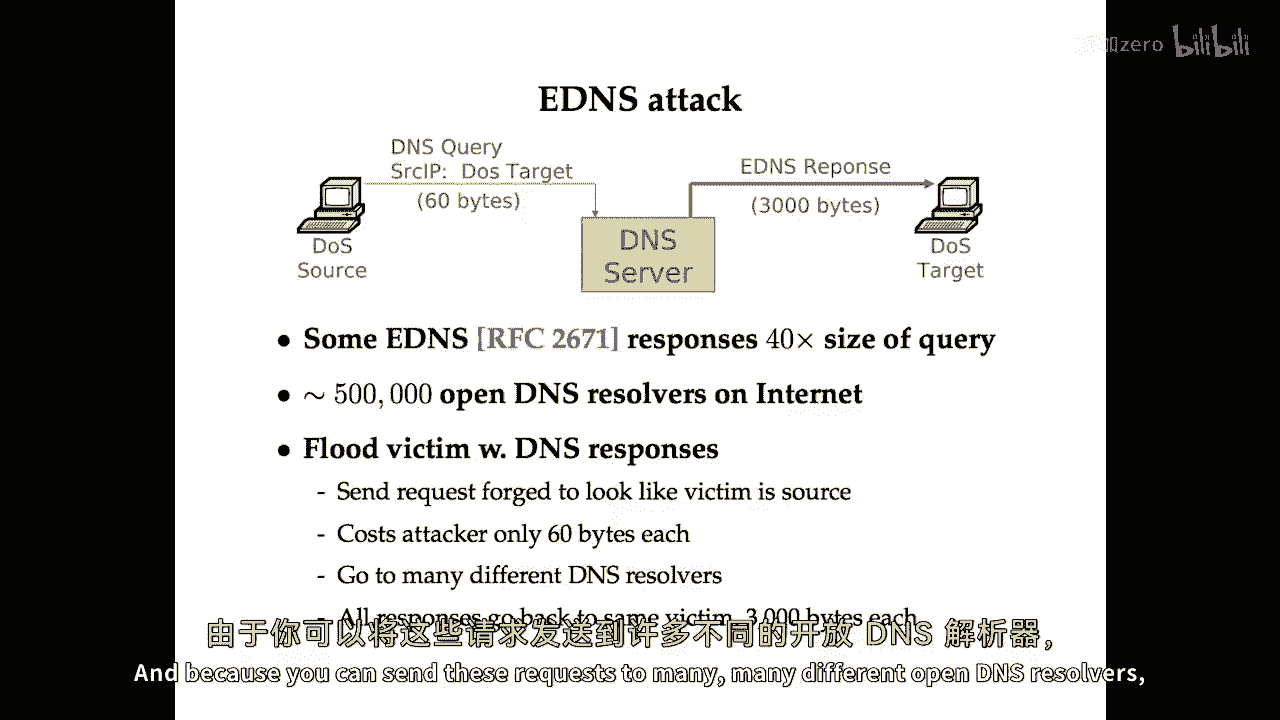 zero bilibili
EDNS attack
DNS Query
SrcIP: Dos Target
(60 bytes)
EDNS Reponse
(3000 bytes)
DNS
Server
DoS
Source
DoS
Target
• Some EDNS [RFC 2671] responses 40× size of query
• ∼ 500,000 open DNS resolvers on Internet
• Flood victim w. DNS responses
- Send request forged to look like victim is source
- Costs attacker only 60 bytes each
- Go to many different DNS resolvers
- All responses go back to same victim, 3,000 bytes each
由于你可以将这些请求发送到许多不同的开放 DNS 解析器，
And because you can send these requests to many, many different open DNS resolvers,